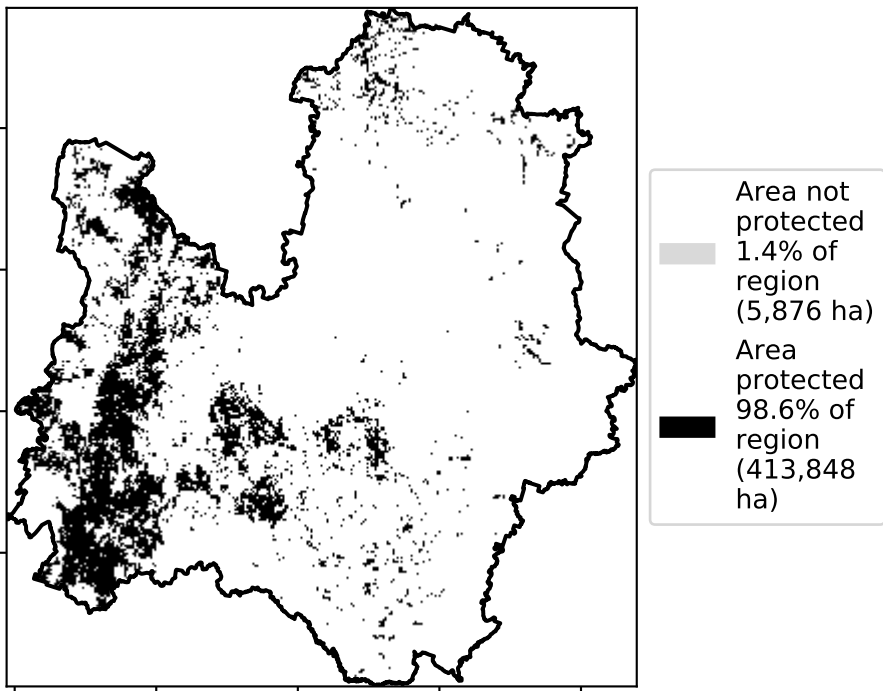 Area not
protected
1.4% of
region
(5,876 ha)
Area
protected
98.6% of
region
(413,848
ha)